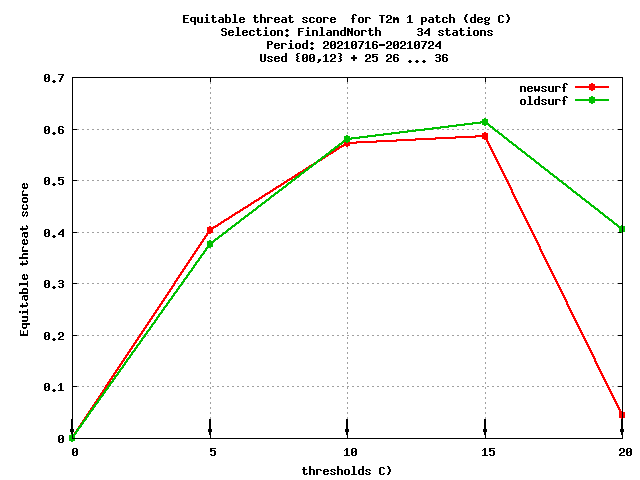 Equitable threat score  for T2m 1 patch (deg C)
Selection: FinlandNorth     34 stations
Period: 20210716-20210724
Used {00,12} + 25 26 ... 36
newsurf
oldsurf
Equitable threat score
0.7
0.6
0.5
0.4
0.3
0.2
0.1
0
0 5 10 15 20
thresholds C)